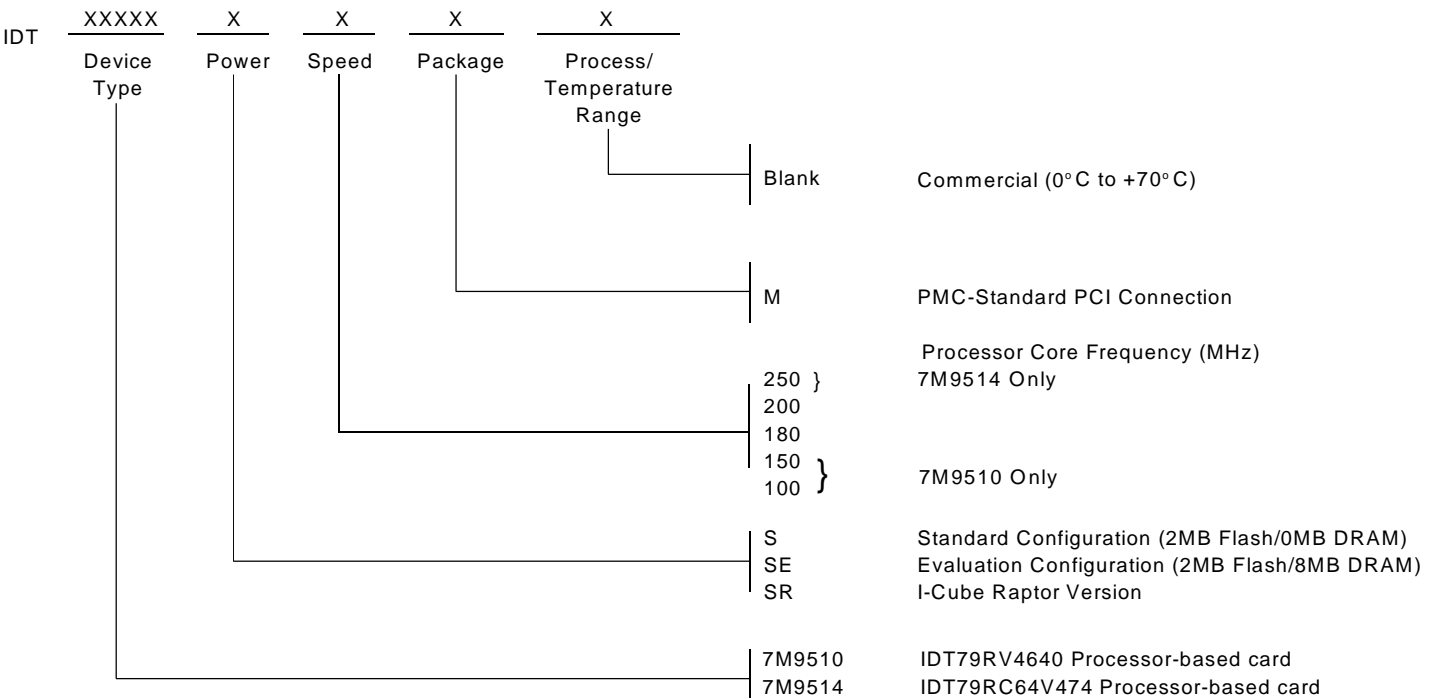 IDT XXXXX X X X X
Device Type Power Speed Package Process/
Temperature
Range
Blank Commercial (0°C to +70°C)
M PMC-Standard PCI Connection
Processor Core Frequency (MHz)
250 } 7M9514 Only
200
180
150
100 } 7M9510 Only
S Standard Configuration (2MB Flash/0MB DRAM)
SE Evaluation Configuration (2MB Flash/8MB DRAM)
SR I-Cube Raptor Version
7M9510 IDT79RV4640 Processor-based card
7M9514 IDT79RC64V474 Processor-based card